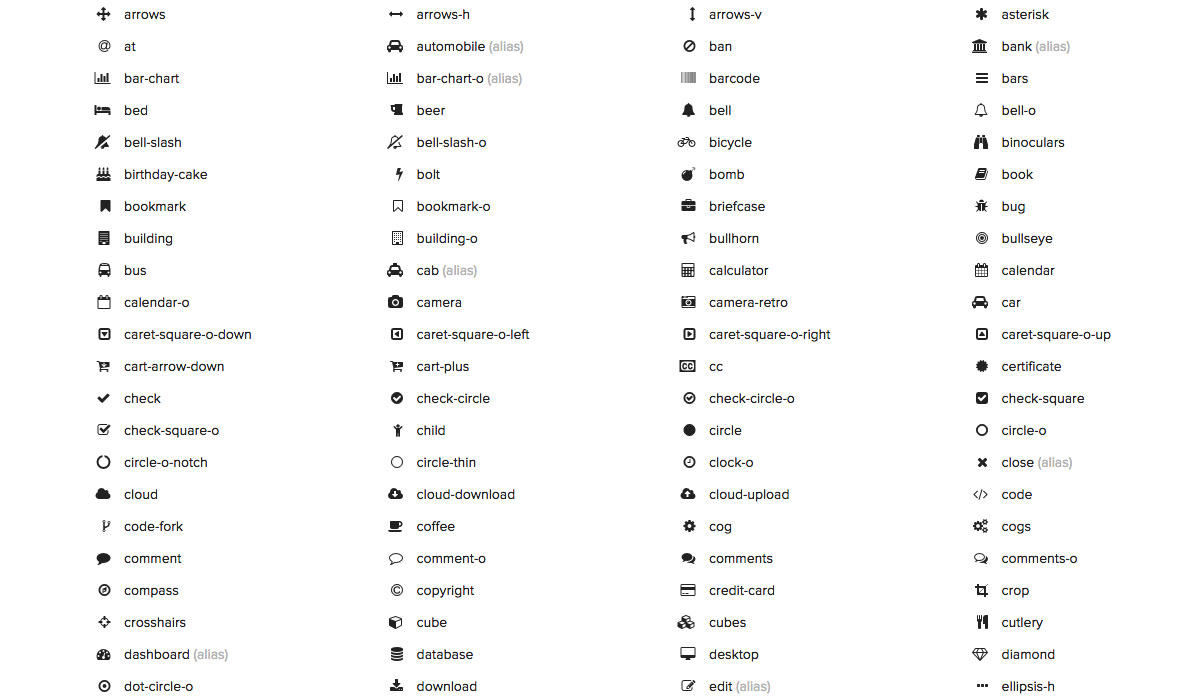 arrows arrows-h arrows-v asterisk
at automobile (alias) ban bank (alias)
bar-chart bar-chart-o (alias) barcode bars
bed beer bell bell-o
bell-slash bell-slash-o bicycle binoculars
birthday-cake bolt bomb book
bookmark bookmark-o briefcase bug
building building-o bullhorn bullseye
bus cab (alias) calculator calendar
calendar-o camera camera-retro car
caret-square-o-down caret-square-o-left caret-square-o-right caret-square-o-up
cart-arrow-down cart-plus cc certificate
check check-circle check-circle-o check-square
check-square-o child circle circle-o
circle-o-notch circle-thin clock-o close (alias)
cloud cloud-download cloud-upload code
code-fork coffee cog cogs
comment comment-o comments comments-o
compass copyright credit-card crop
crosshairs cube cubes cutlery
dashboard (alias) database desktop diamond
dot-circle-o download edit (alias) ellipsis-h